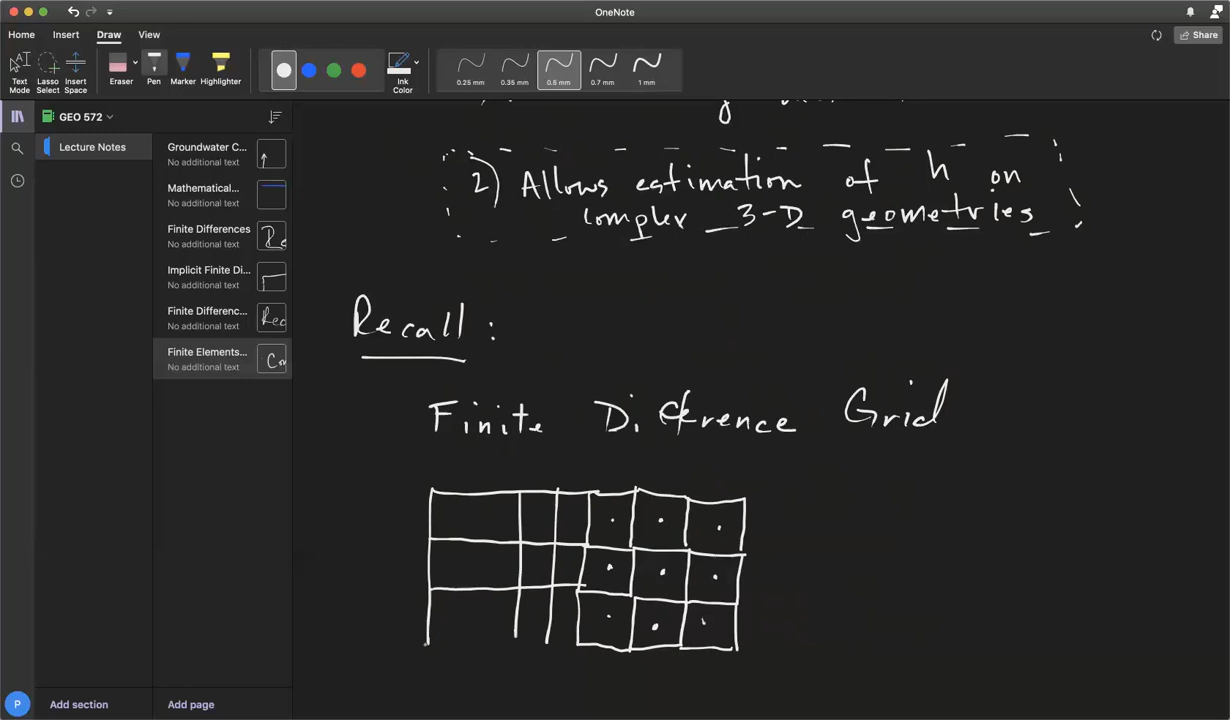 OneNote
Home Insert Draw View
Share
Text Mode
Lasso Select
Insert Space
Eraser
Pen
Marker
Highlighter
Ink Color
0.25 mm
0.35 mm
0.5 mm
0.7 mm
1 mm
GEO 572
Lecture Notes
Groundwater C...
No additional text
Mathematical...
No additional text
Finite Differences
No additional text
Implicit Finite Di...
No additional text
Finite Differenc...
No additional text
Finite Elements...
No additional text
2) Allows estimation of h on
complex 3-D geometries
Recall:
Finite Difference Grid
P
Add section
Add page